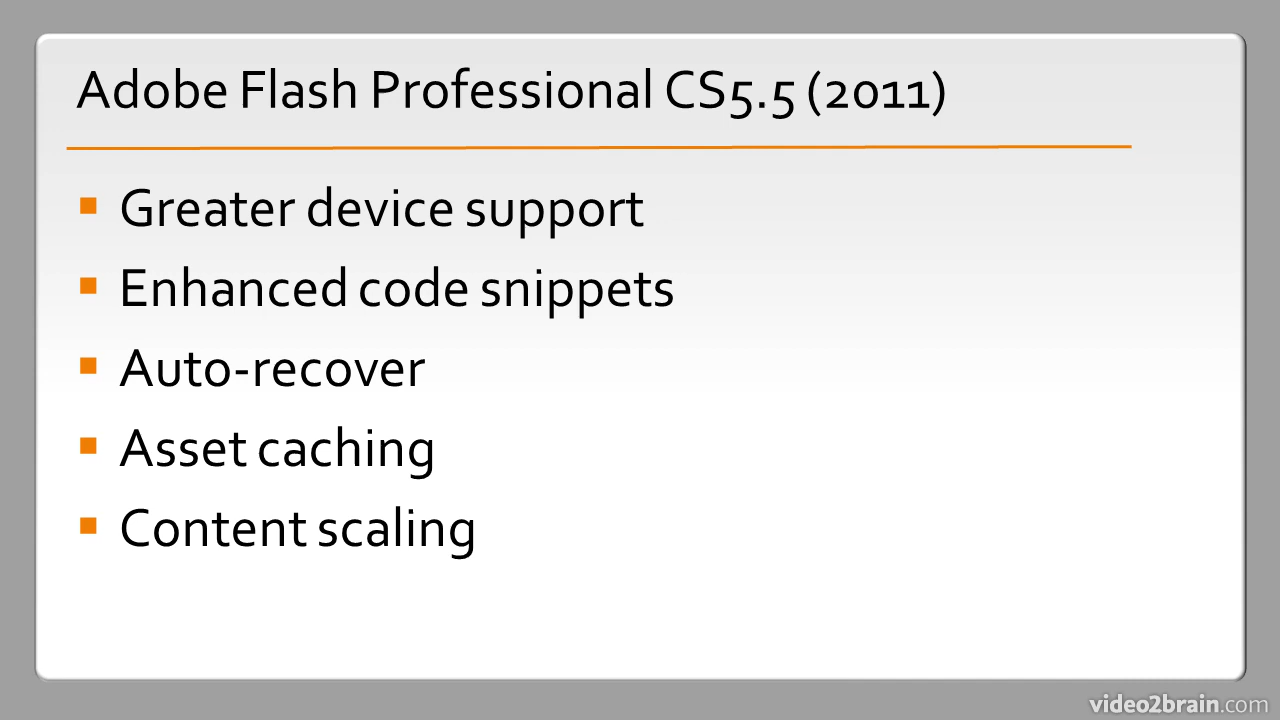 Adobe Flash Professional CS5.5 (2011)
▪ Greater device support
▪ Enhanced code snippets
▪ Auto-recover
▪ Asset caching
▪ Content scaling
video2brain.com